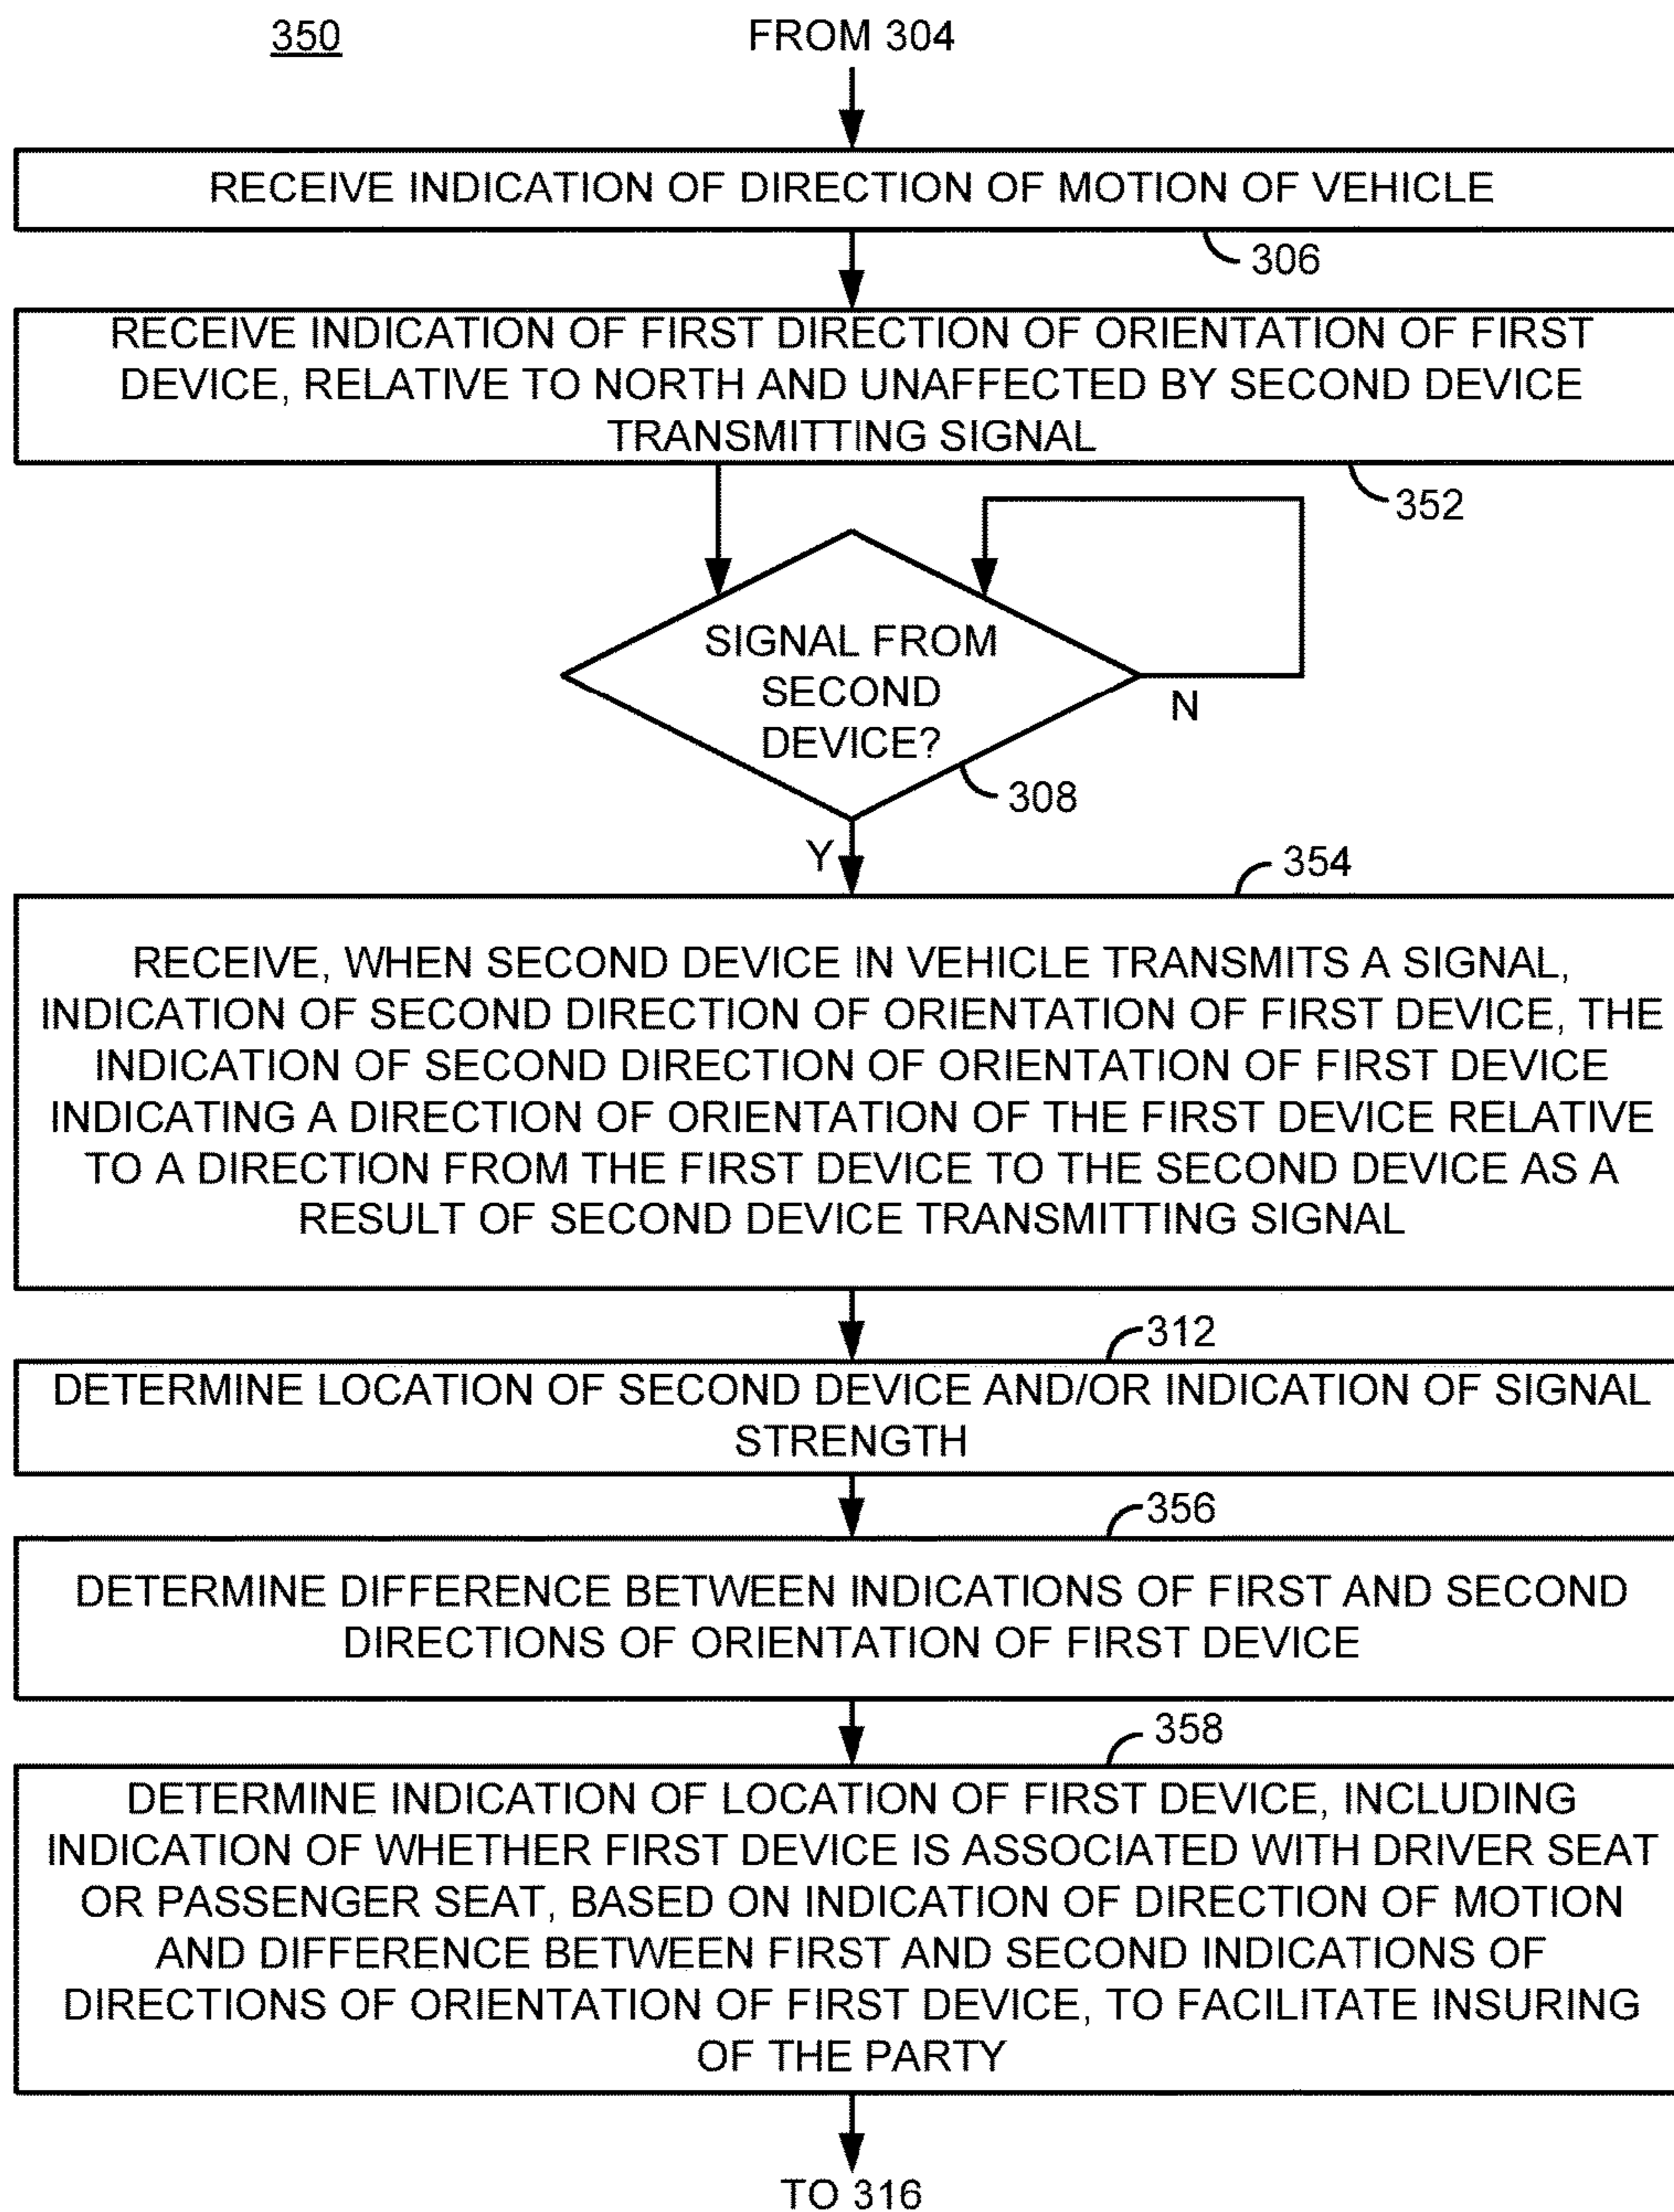 350
FROM 304
RECEIVE INDICATION OF DIRECTION OF MOTION OF VEHICLE
306
RECEIVE INDICATION OF FIRST DIRECTION OF ORIENTATION OF FIRST
DEVICE, RELATIVE TO NORTH AND UNAFFECTED BY SECOND DEVICE
TRANSMITTING SIGNAL
352
SIGNAL FROM
SECOND
DEVICE?
N
308
Y
354
RECEIVE, WHEN SECOND DEVICE IN VEHICLE TRANSMITS A SIGNAL,
INDICATION OF SECOND DIRECTION OF ORIENTATION OF FIRST DEVICE, THE
INDICATION OF SECOND DIRECTION OF ORIENTATION OF FIRST DEVICE
INDICATING A DIRECTION OF ORIENTATION OF THE FIRST DEVICE RELATIVE
TO A DIRECTION FROM THE FIRST DEVICE TO THE SECOND DEVICE AS A
RESULT OF SECOND DEVICE TRANSMITTING SIGNAL
312
DETERMINE LOCATION OF SECOND DEVICE AND/OR INDICATION OF SIGNAL
STRENGTH
356
DETERMINE DIFFERENCE BETWEEN INDICATIONS OF FIRST AND SECOND
DIRECTIONS OF ORIENTATION OF FIRST DEVICE
358
DETERMINE INDICATION OF LOCATION OF FIRST DEVICE, INCLUDING
INDICATION OF WHETHER FIRST DEVICE IS ASSOCIATED WITH DRIVER SEAT
OR PASSENGER SEAT, BASED ON INDICATION OF DIRECTION OF MOTION
AND DIFFERENCE BETWEEN FIRST AND SECOND INDICATIONS OF
DIRECTIONS OF ORIENTATION OF FIRST DEVICE, TO FACILITATE INSURING
OF THE PARTY
TO 316